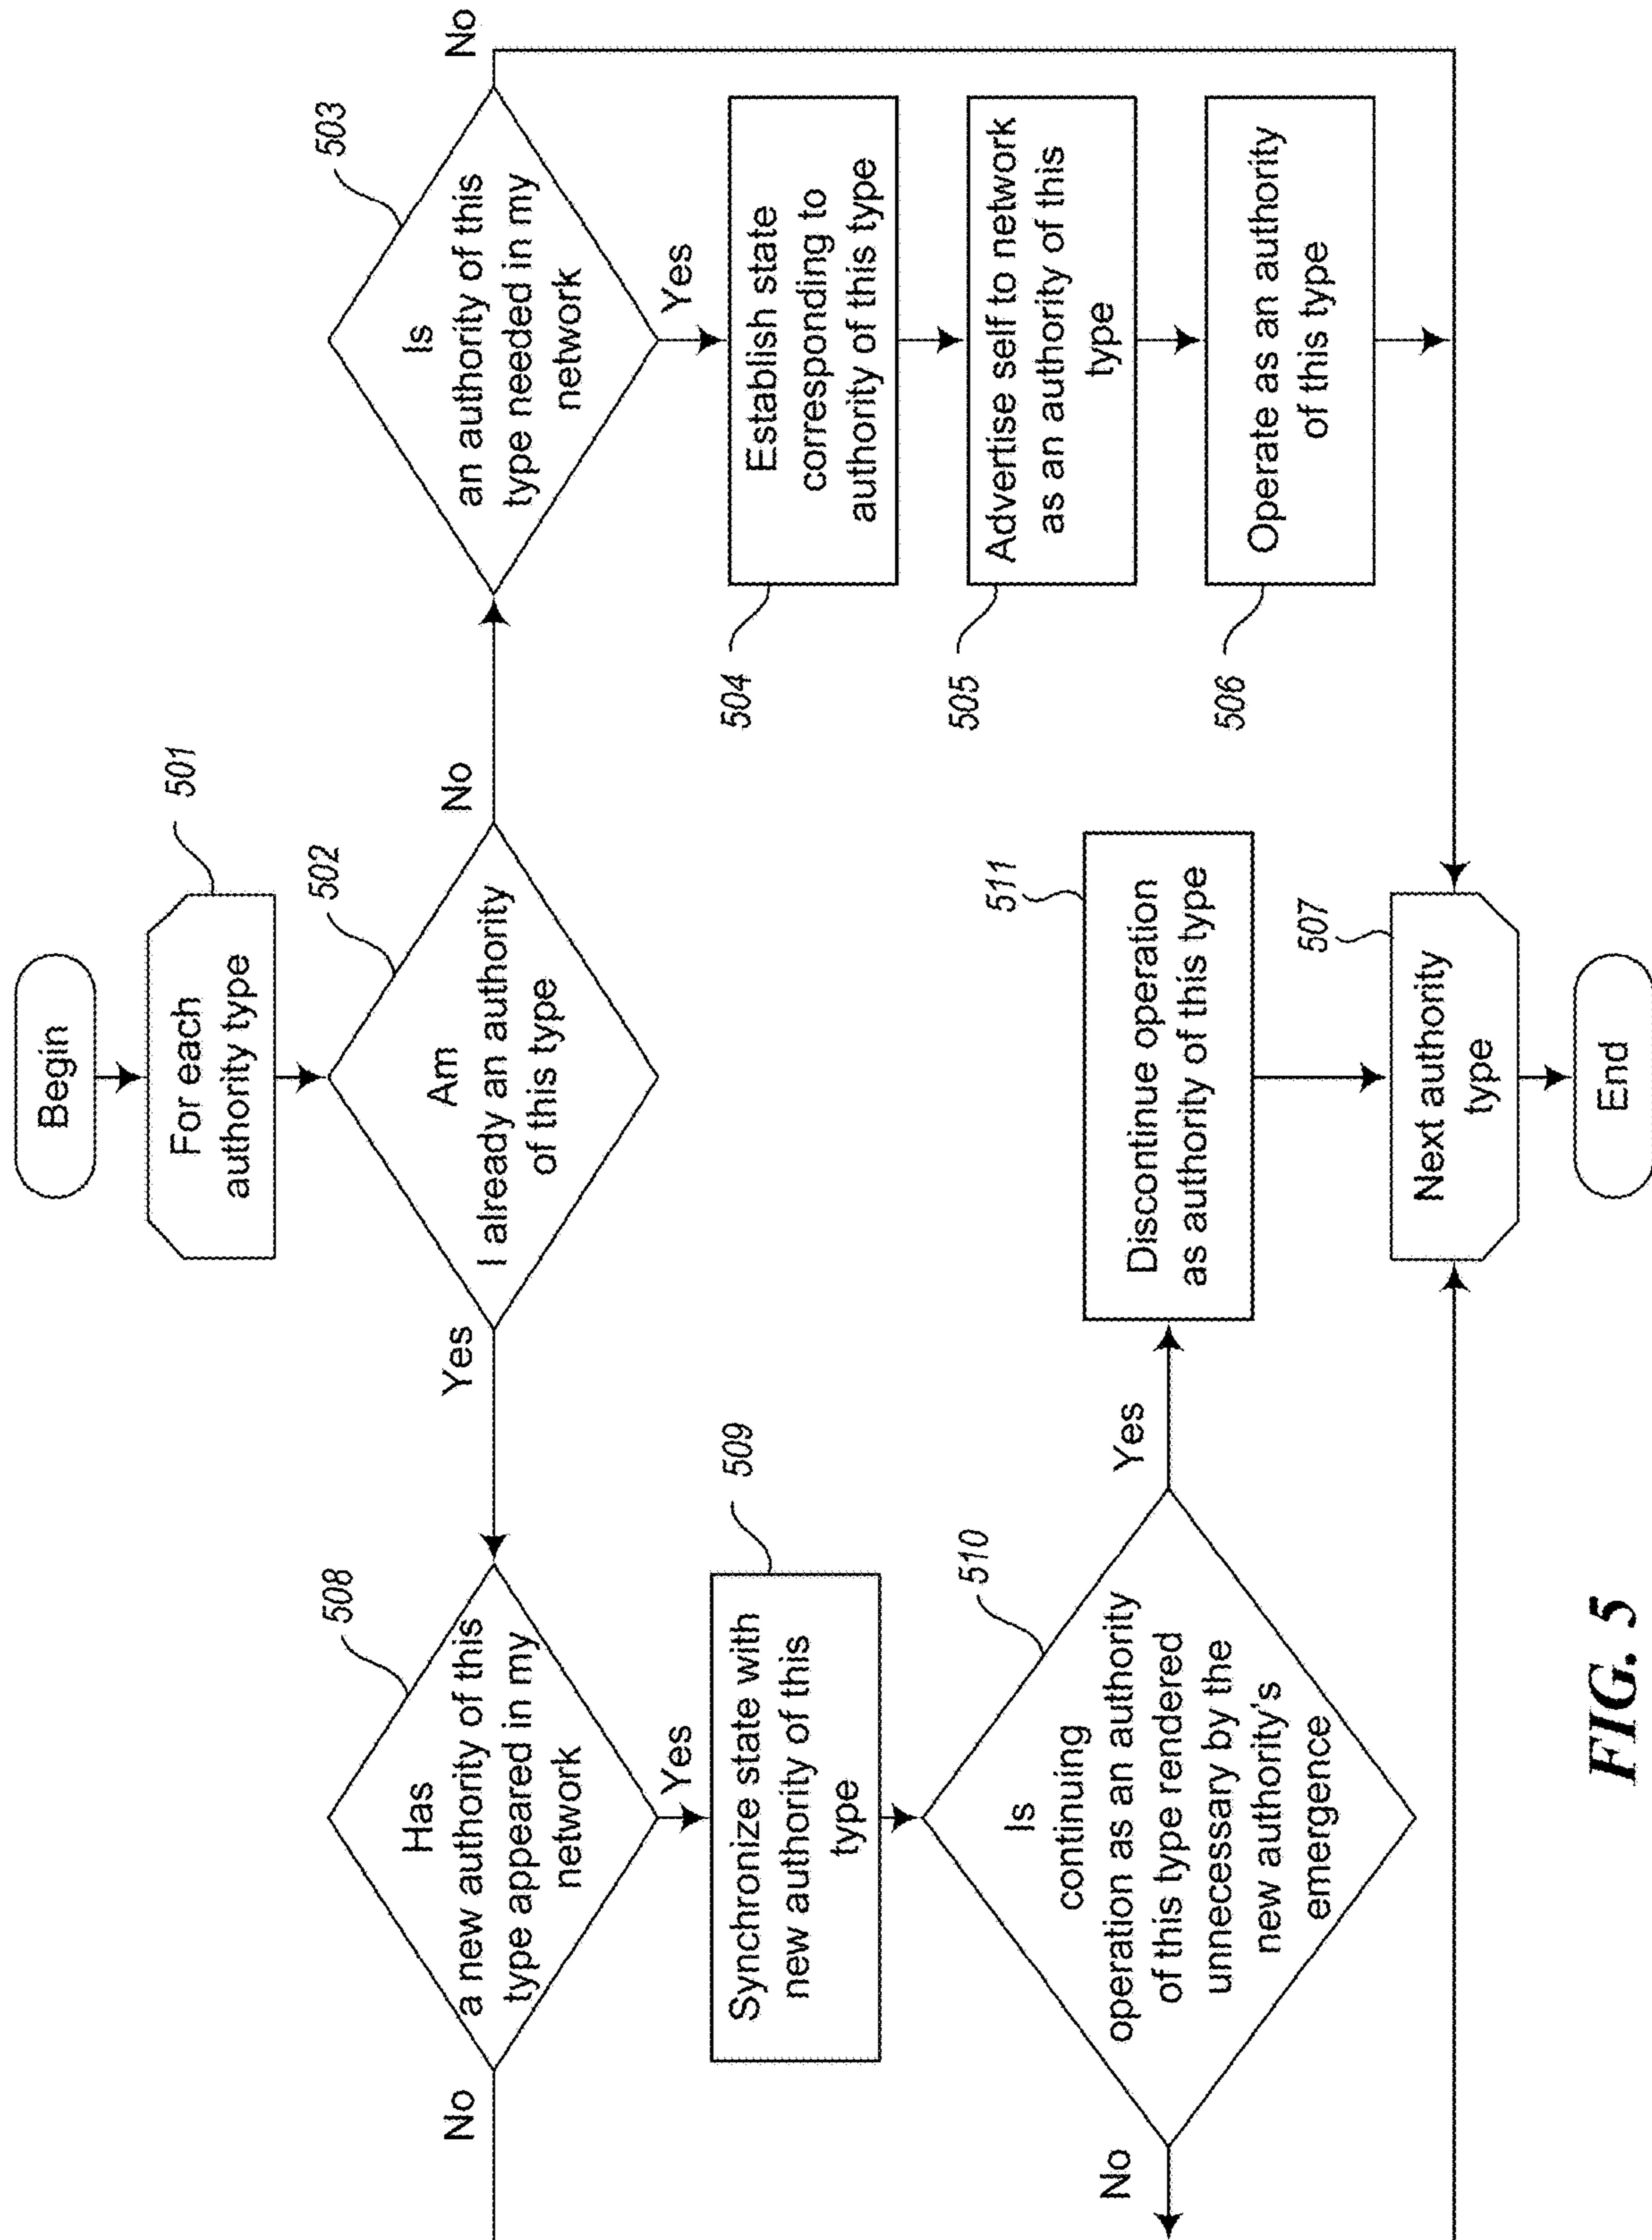 Begin
For each
authority type
501
Am
I already an authority
of this type
502
Yes
No
Has
a new authority of this
type appeared in my
network
508
No
Yes
Is
an authority of this
type needed in my
network
503
No
Yes
Synchronize state with
new authority of this
type
509
Establish state
corresponding to
authority of this type
504
Advertise self to network
as an authority of this
type
505
Operate as an authority
of this type
506
Is
continuing
operation as an authority
of this type rendered
unnecessary by the
new authority's
emergence
510
No
Yes
Discontinue operation
as authority of this type
511
Next authority
type
507
End
FIG. 5